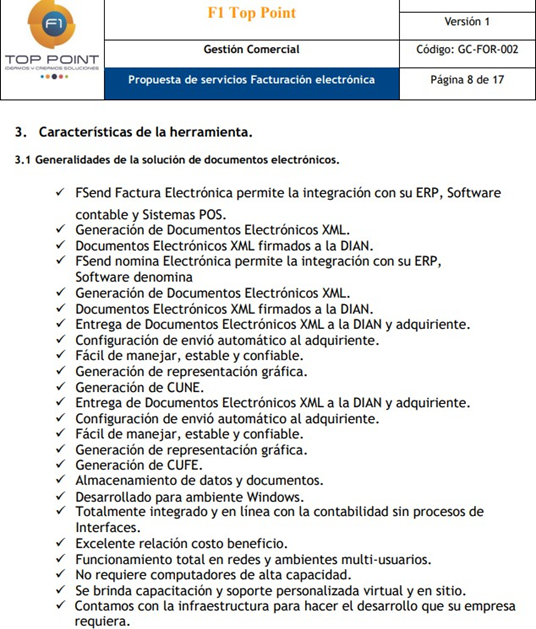 F1
TOP POINT
IDEAMOS Y CREAMOS SOLUCIONES
F1 Top Point
Versión 1
Gestión Comercial
Código: GC-FOR-002
Propuesta de servicios Facturación electrónica
Página 8 de 17
3. Características de la herramienta.
3.1 Generalidades de la solución de documentos electrónicos.
✓ FSend Factura Electrónica permite la integración con su ERP, Software
contable y Sistemas POS.
✓ Generación de Documentos Electrónicos XML.
✓ Documentos Electrónicos XML firmados a la DIAN.
✓ FSend nomina Electrónica permite la integración con su ERP,
Software denomina
✓ Generación de Documentos Electrónicos XML.
✓ Documentos Electrónicos XML firmados a la DIAN.
✓ Entrega de Documentos Electrónicos XML a la DIAN y adquiriente.
✓ Configuración de envió automático al adquiriente.
✓ Fácil de manejar, estable y confiable.
✓ Generación de representación gráfica.
✓ Generación de CUNE.
✓ Entrega de Documentos Electrónicos XML a la DIAN y adquiriente.
✓ Configuración de envió automático al adquiriente.
✓ Fácil de manejar, estable y confiable.
✓ Generación de representación gráfica.
✓ Generación de CUFE.
✓ Almacenamiento de datos y documentos.
✓ Desarrollado para ambiente Windows.
✓ Totalmente integrado y en línea con la contabilidad sin procesos de
Interfaces.
✓ Excelente relación costo beneficio.
✓ Funcionamiento total en redes y ambientes multi-usuarios.
✓ No requiere computadores de alta capacidad.
✓ Se brinda capacitación y soporte personalizada virtual y en sitio.
✓ Contamos con la infraestructura para hacer el desarrollo que su empresa
requiera.